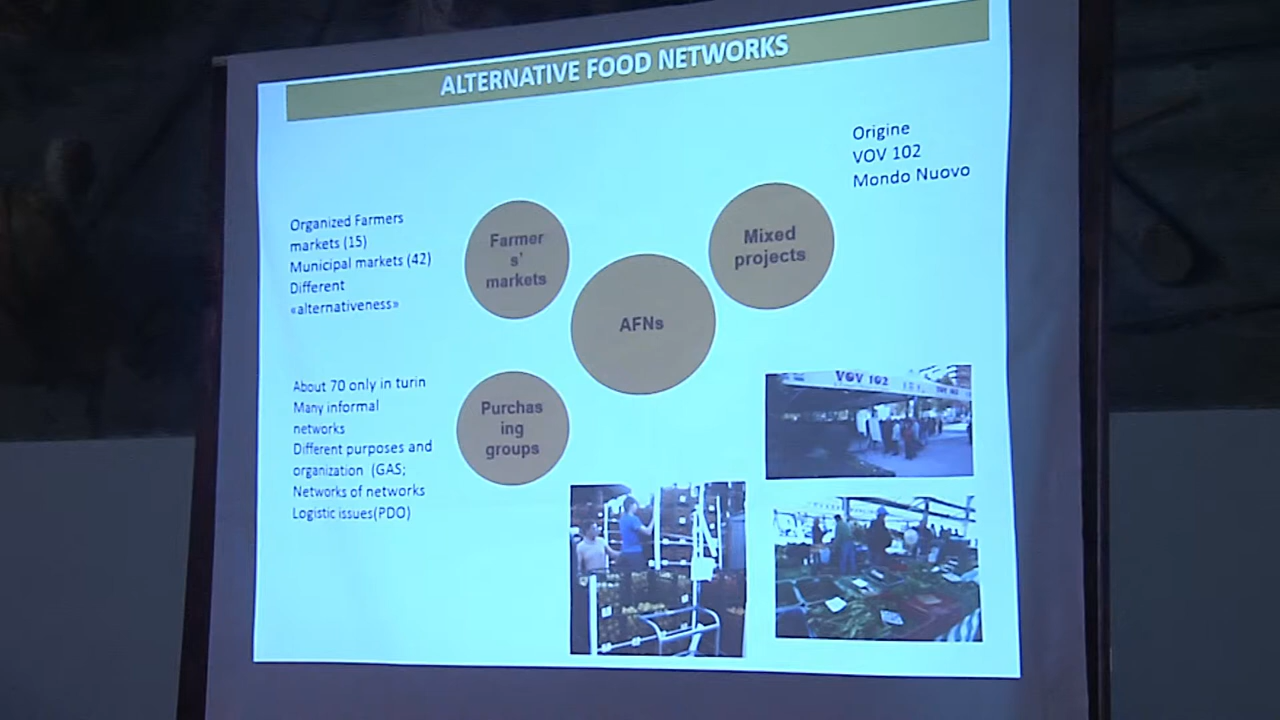 ALTERNATIVE FOOD NETWORKS
Origine
VOV 102
Mondo Nuovo
Organized Farmers
markets (15)
Municipal markets (42)
Different
«alternativeness»
Farmer
s'
markets
Mixed
projects
AFNs
About 70 only in turin
Many informal
networks
Different purposes and
organization (GAS;
Networks of networks
Logistic issues(PDO)
Purchas
ing
groups
VOV 102